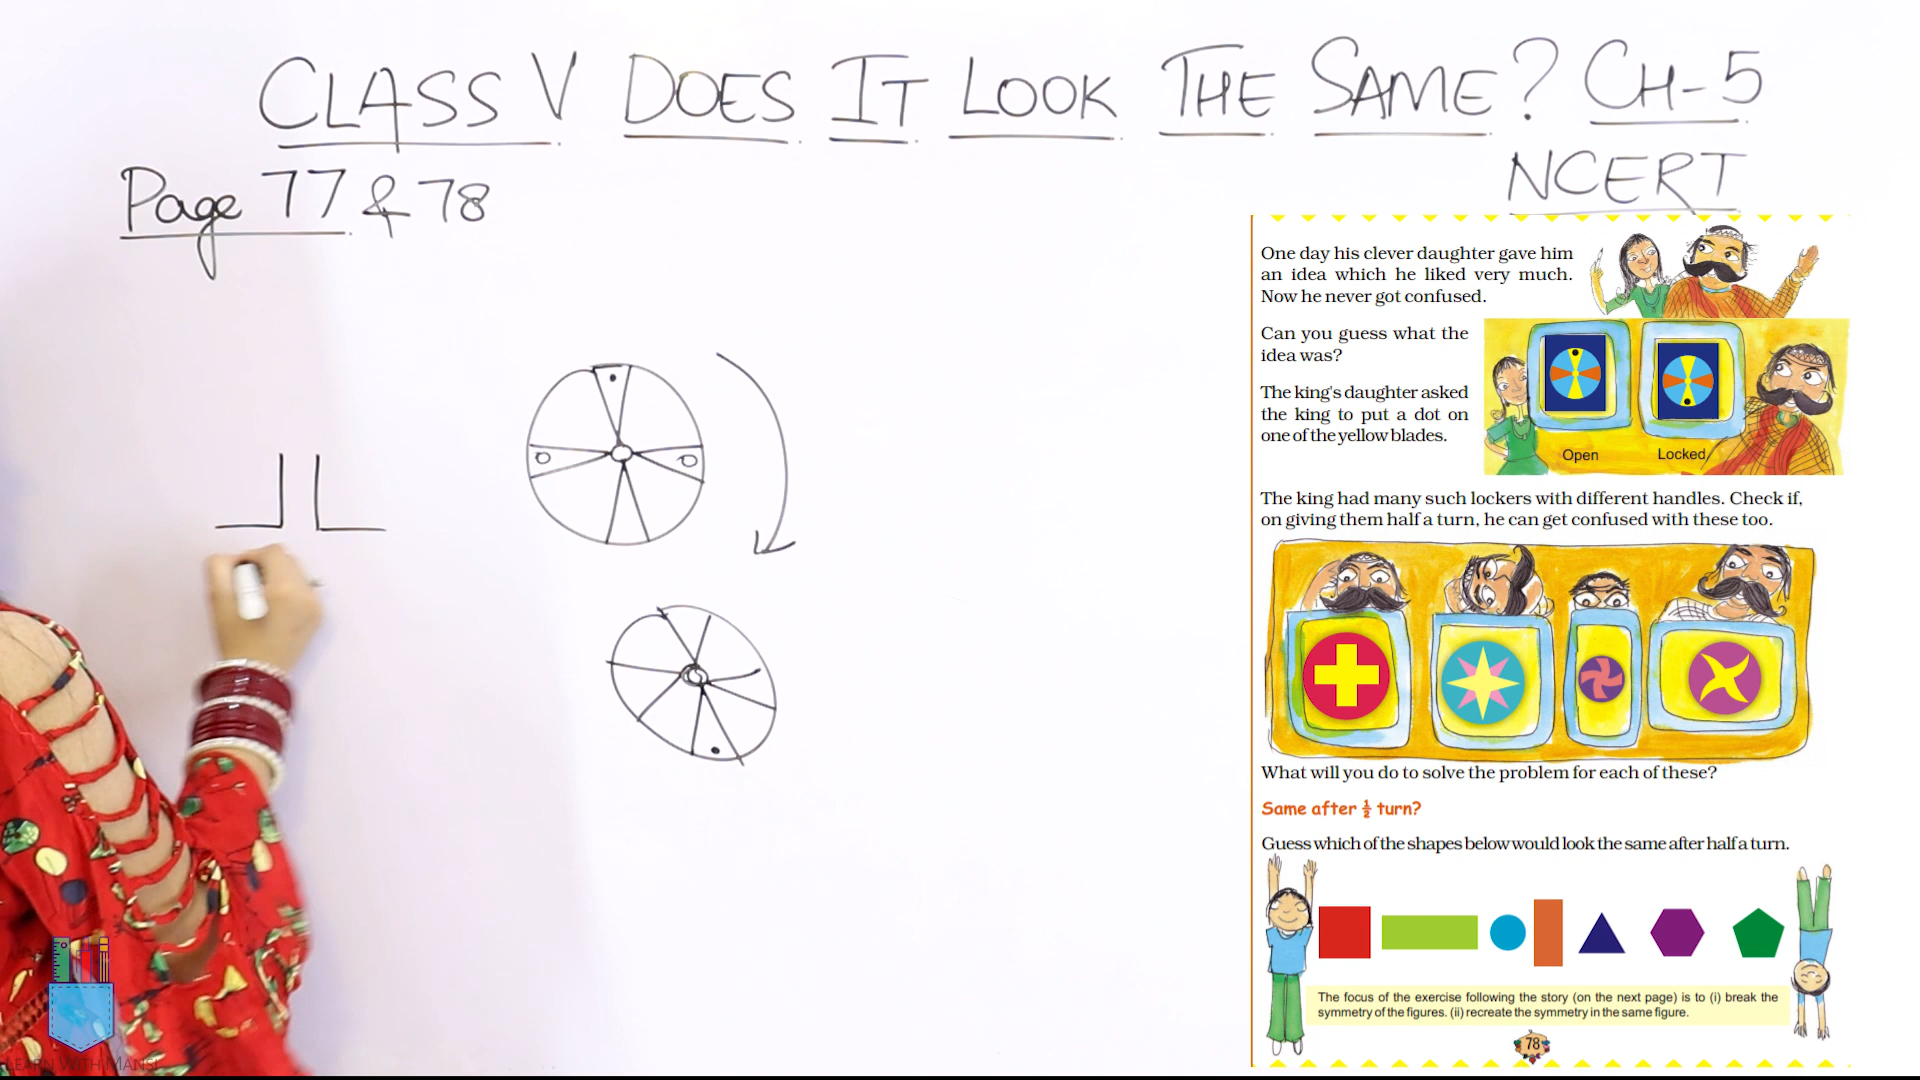 CLASS V DOES IT LOOK THE SAME? CH-5
NCERT
Page 77 & 78
One day his clever daughter gave him
an idea which he liked very much.
Now he never got confused.
Can you guess what the
idea was?
The king's daughter asked
the king to put a dot on
one of the yellow blades.
Open
Locked
The king had many such lockers with different handles. Check if,
on giving them half a turn, he can get confused with these too.
What will you do to solve the problem for each of these?
Same after 1/2 turn?
Guess which of the shapes below would look the same after half a turn.
The focus of the exercise following the story (on the next page) is to (i) break the
symmetry of the figures. (ii) recreate the symmetry in the same figure.
78
LEARN WITH MANSI